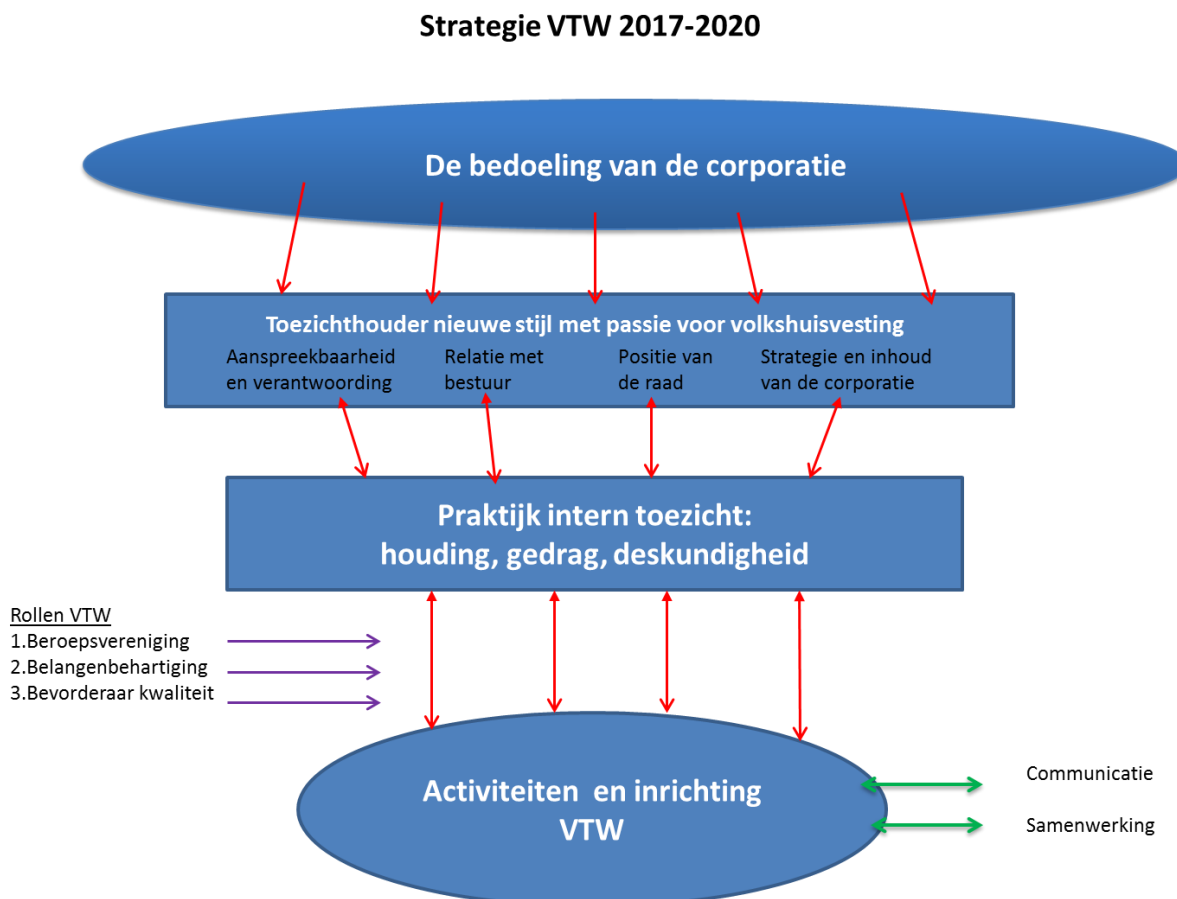 Strategie VTW 2017-2020
De bedoeling van de corporatie
Toezichthouder nieuwe stijl met passie voor volkshuisvesting
Aanspreekbaarheid
en verantwoording
Relatie met
bestuur
Positie van
de raad
Strategie en inhoud
van de corporatie
Praktijk intern toezicht:
houding, gedrag, deskundigheid
Rollen VTW
1.Beroepsvereniging
2.Belangenbehartiging
3.Bevorderaar kwaliteit
Activiteiten en inrichting
VTW
Communicatie
Samenwerking